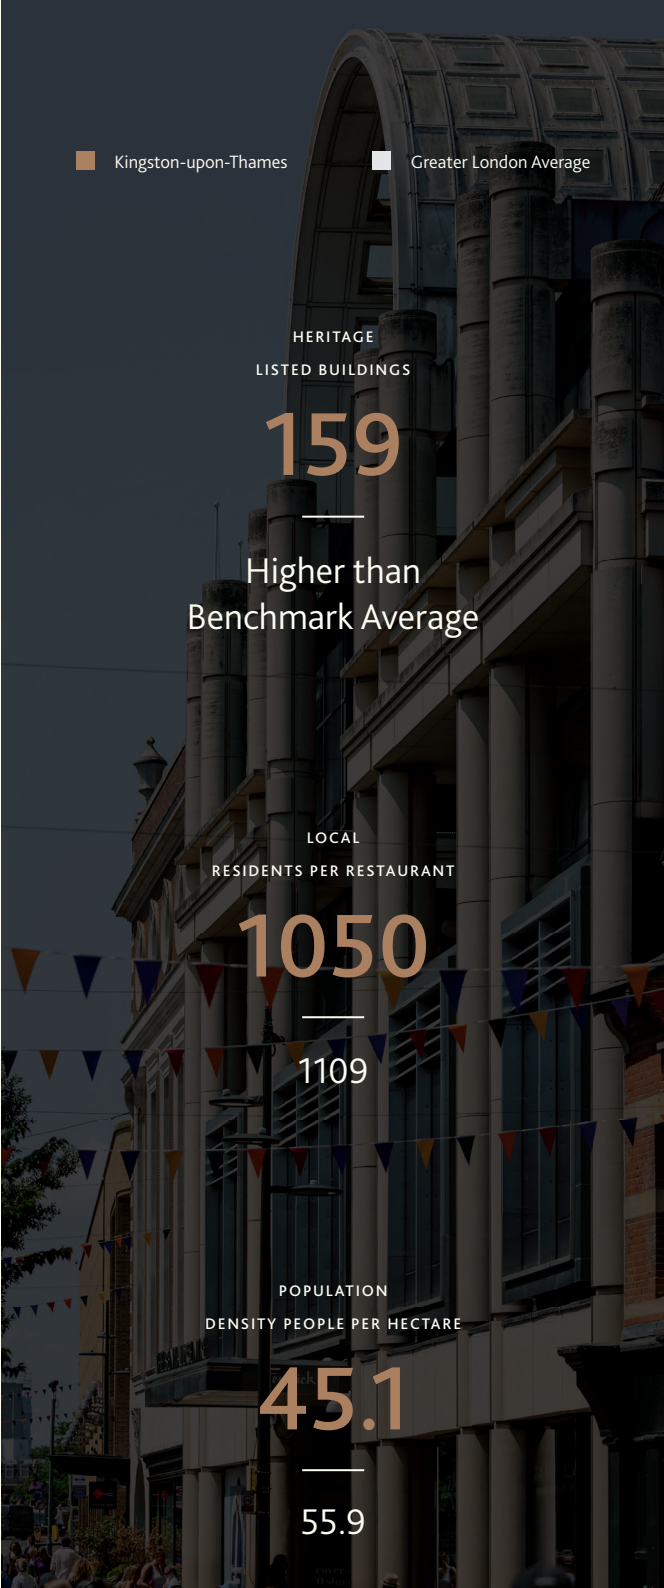 Kingston-upon-Thames
Greater London Average
HERITAGE
LISTED BUILDINGS
159
Higher than
Benchmark Average
LOCAL
RESIDENTS PER RESTAURANT
1050
1109
POPULATION
DENSITY PEOPLE PER HECTARE
45.1
55.9